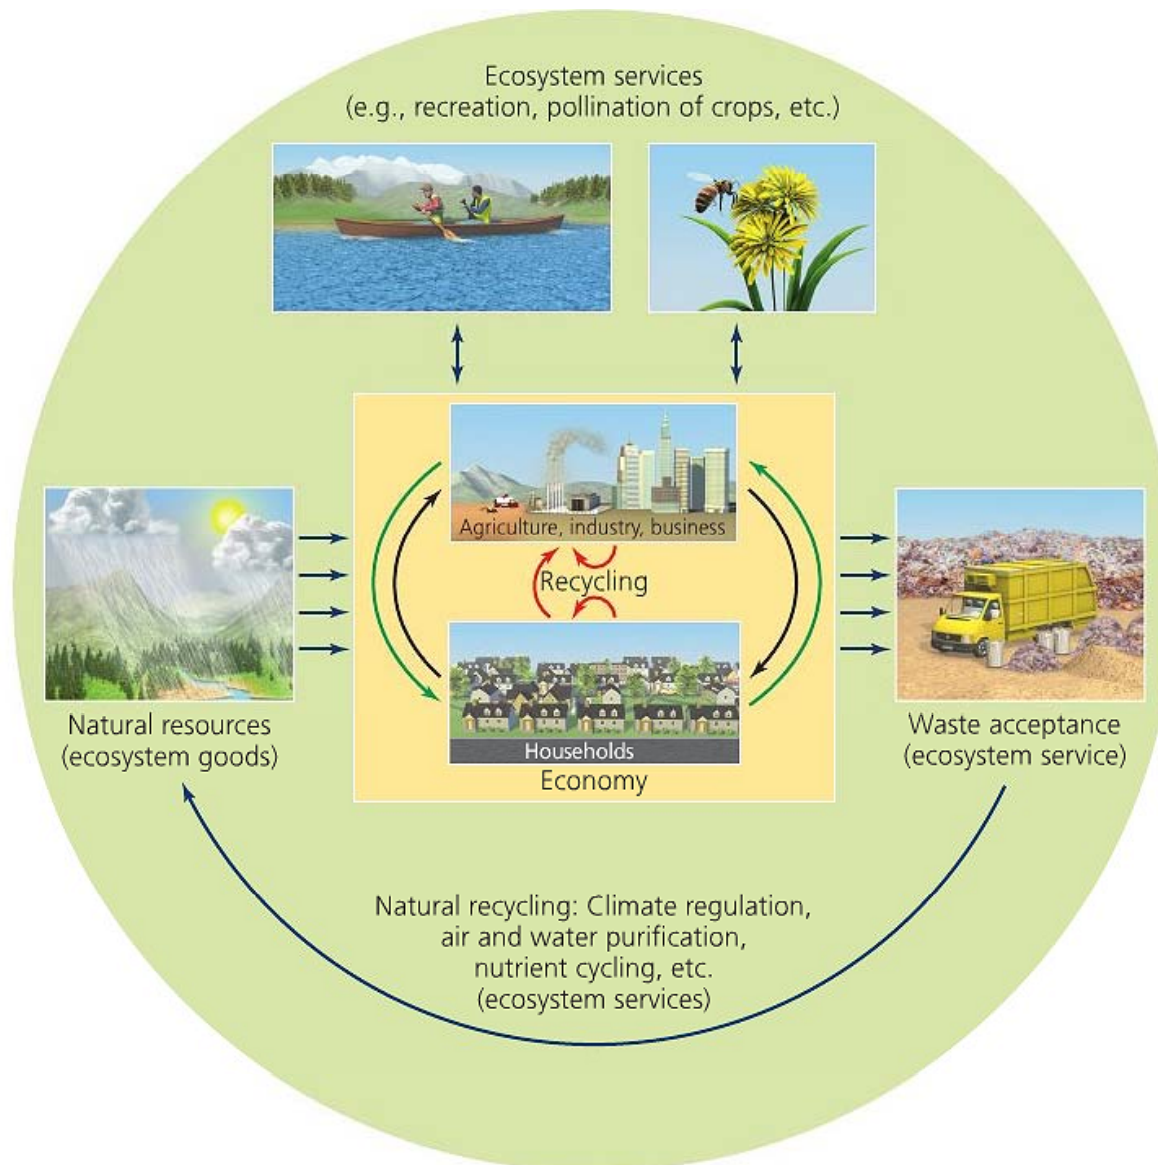 Ecosystem services
(e.g., recreation, pollination of crops, etc.)
Agriculture, industry, business
Recycling
Households
Economy
Natural resources
(ecosystem goods)
Waste acceptance
(ecosystem service)
Natural recycling: Climate regulation,
air and water purification,
nutrient cycling, etc.
(ecosystem services)